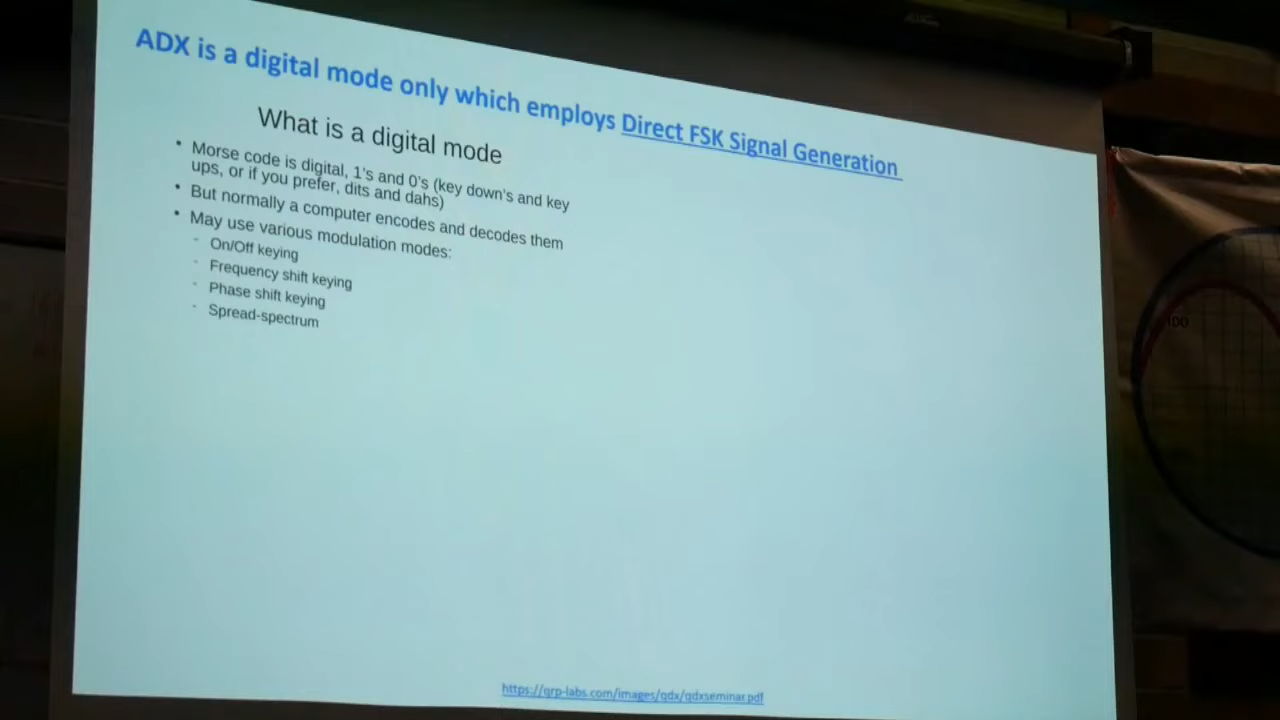 ADX is a digital mode only which employs Direct FSK Signal Generation
What is a digital mode
• Morse code is digital, 1's and 0's (key down's and key
ups, or if you prefer, dits and dahs)
• But normally a computer encodes and decodes them
• May use various modulation modes:
- On/Off keying
- Frequency shift keying
- Phase shift keying
- Spread-spectrum
https://qrp-labs.com/images/qdx/qdxseminar.pdf
100